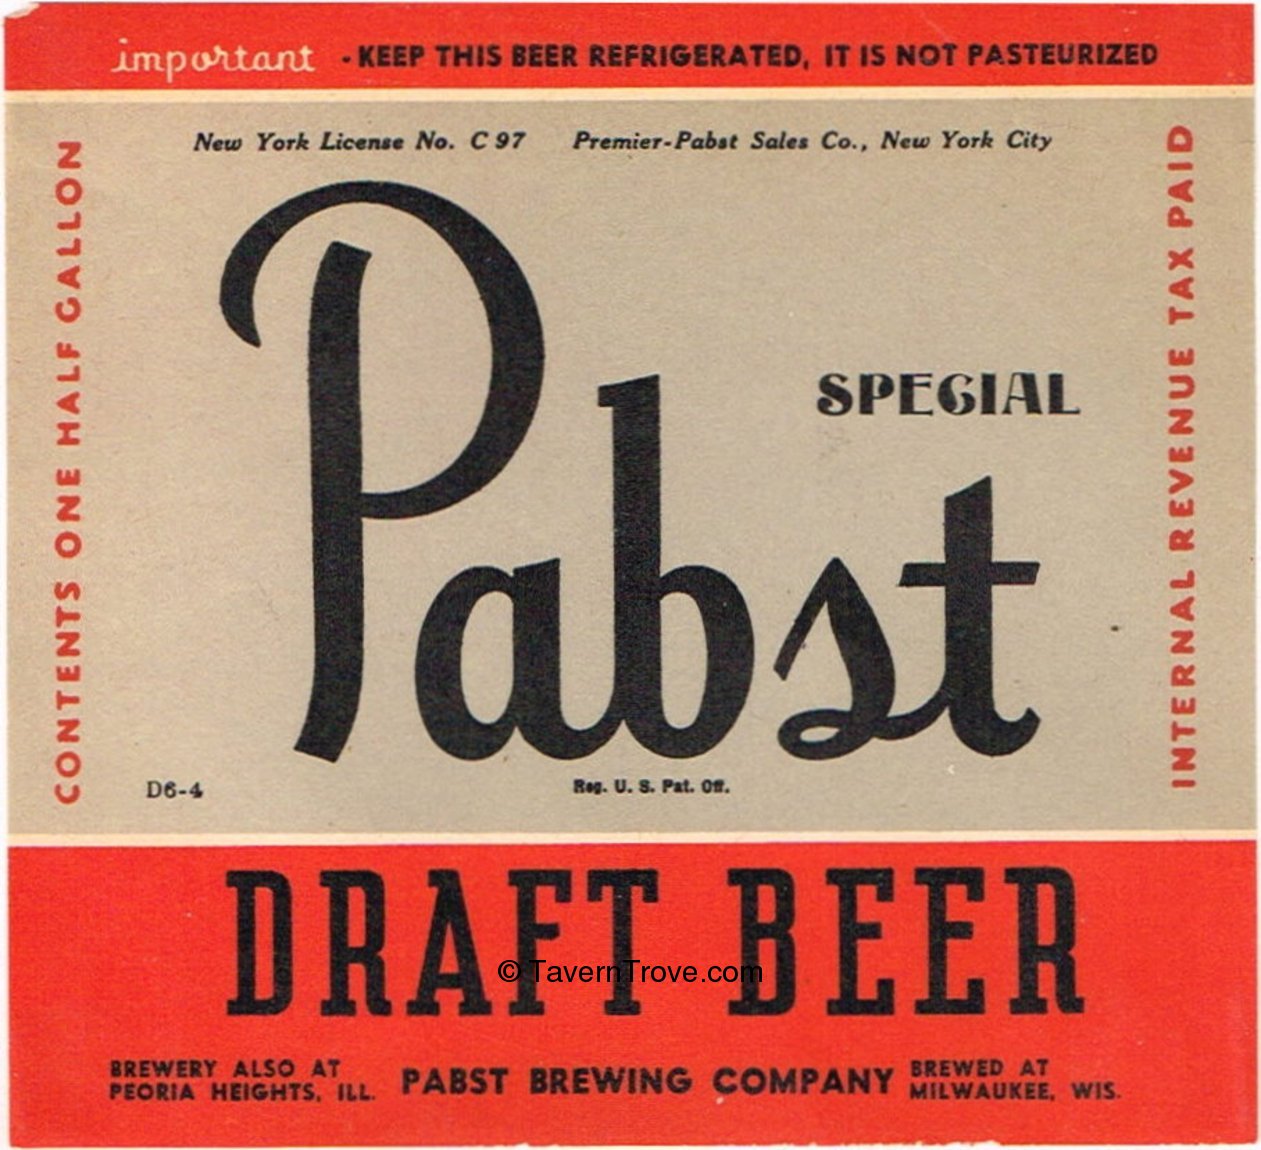 important - KEEP THIS BEER REFRIGERATED, IT IS NOT PASTEURIZED
New York License No. C 97 Premier-Pabst Sales Co., New York City
CONTENTS ONE HALF GALLON
Pabst
SPECIAL
INTERNAL REVENUE TAX PAID
D6-4
Reg. U. S. Pat. Off.
DRAFT BEER
© TavernTrove.com
BREWERY ALSO AT
PEORIA HEIGHTS, ILL.
PABST BREWING COMPANY
BREWED AT
MILWAUKEE, WIS.